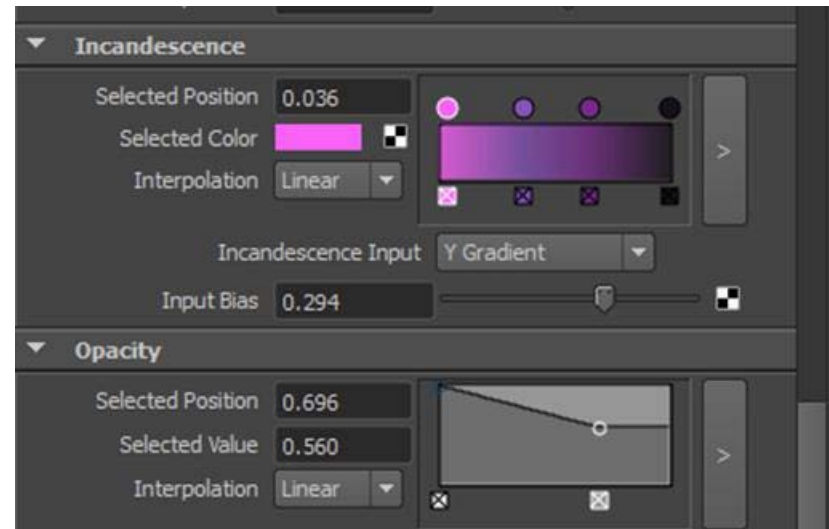 Incandescence
Selected Position 0.036
Selected Color
Interpolation Linear
>
Incandescence Input Y Gradient
Input Bias 0.294
Opacity
Selected Position 0.696
Selected Value 0.560
Interpolation Linear
>